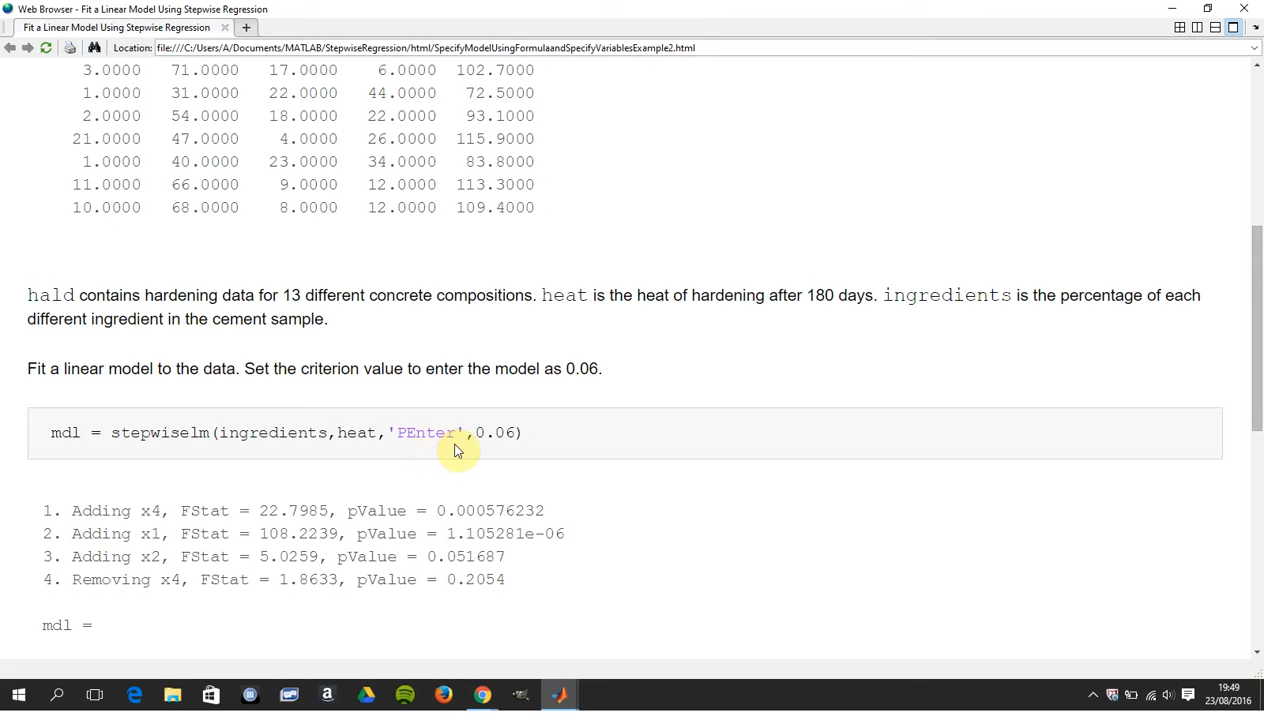 Web Browser - Fit a Linear Model Using Stepwise Regression
Fit a Linear Model Using Stepwise Regression
Location: file:///C:/Users/A/Documents/MATLAB/StepwiseRegression/html/SpecifyModelUsingFormulaandSpecifyVariablesExample2.html
3.0000 71.0000 17.0000 6.0000 102.7000
1.0000 31.0000 22.0000 44.0000 72.5000
2.0000 54.0000 18.0000 22.0000 93.1000
21.0000 47.0000 4.0000 26.0000 115.9000
1.0000 40.0000 23.0000 34.0000 83.8000
11.0000 66.0000 9.0000 12.0000 113.3000
10.0000 68.0000 8.0000 12.0000 109.4000
hald contains hardening data for 13 different concrete compositions. heat is the heat of hardening after 180 days. ingredients is the percentage of each
different ingredient in the cement sample.
Fit a linear model to the data. Set the criterion value to enter the model as 0.06.
mdl = stepwiselm(ingredients,heat,'PEnter',0.06)
1. Adding x4, FStat = 22.7985, pValue = 0.000576232
2. Adding x1, FStat = 108.2239, pValue = 1.105281e-06
3. Adding x2, FStat = 5.0259, pValue = 0.051687
4. Removing x4, FStat = 1.8633, pValue = 0.2054
mdl =
19:49
23/08/2016